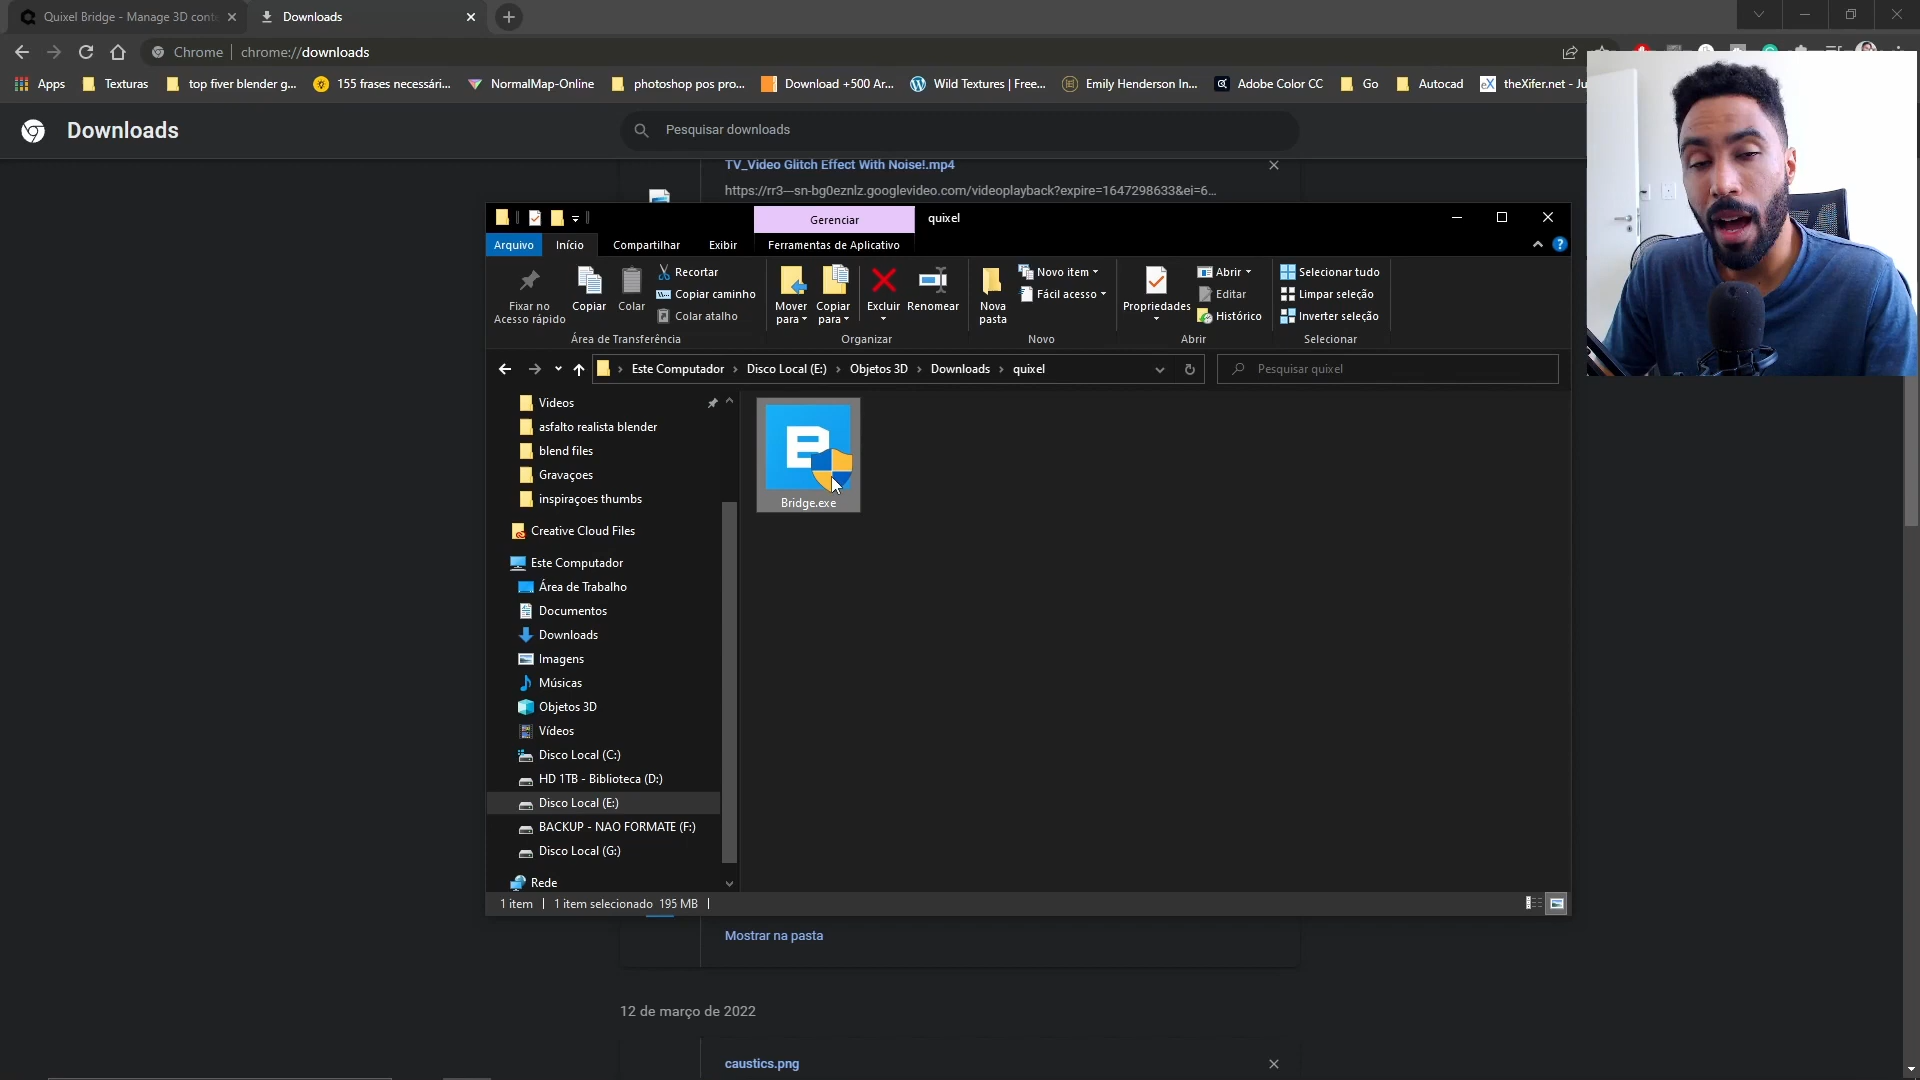 Quixel Bridge - Manage 3D conte
Downloads
Chrome
chrome://downloads
Apps
Texturas
top fiver blender g...
155 frases necessári...
NormalMap-Online
photoshop pos pro...
Download +500 Ar...
Wild Textures | Free...
Emily Henderson In...
Adobe Color CC
Go
Autocad
eX
theXifer.net - Ju
Downloads
Pesquisar downloads
TV_Video Glitch Effect With Noise!.mp4
https://rr3---sn-bg0eznlz.googlevideo.com/videoplayback?expire=1647298633&ei=6...
Gerenciar
quixel
Arquivo
Início
Compartilhar
Exibir
Ferramentas de Aplicativo
Fixar no
Acesso rápido
Copiar
Colar
Recortar
Copiar caminho
Colar atalho
Área de Transferência
Mover
para
Copiar
para
Excluir
Renomear
Organizar
Nova
pasta
Novo item
Fácil acesso
Novo
Propriedades
Abrir
Editar
Histórico
Abrir
Selecionar tudo
Limpar seleção
Inverter seleção
Selecionar
Este Computador
Disco Local (E:)
Objetos 3D
Downloads
quixel
Pesquisar quixel
Videos
asfalto realista blender
blend files
Gravaçoes
inspiraçoes thumbs
Creative Cloud Files
Este Computador
Área de Trabalho
Documentos
Downloads
Imagens
Músicas
Objetos 3D
Vídeos
Disco Local (C:)
HD 1TB - Biblioteca (D:)
Disco Local (E:)
BACKUP - NAO FORMATE (F:)
Disco Local (G:)
Rede
Bridge.exe
1 item
1 item selecionado 195 MB
Mostrar na pasta
12 de março de 2022
caustics.png